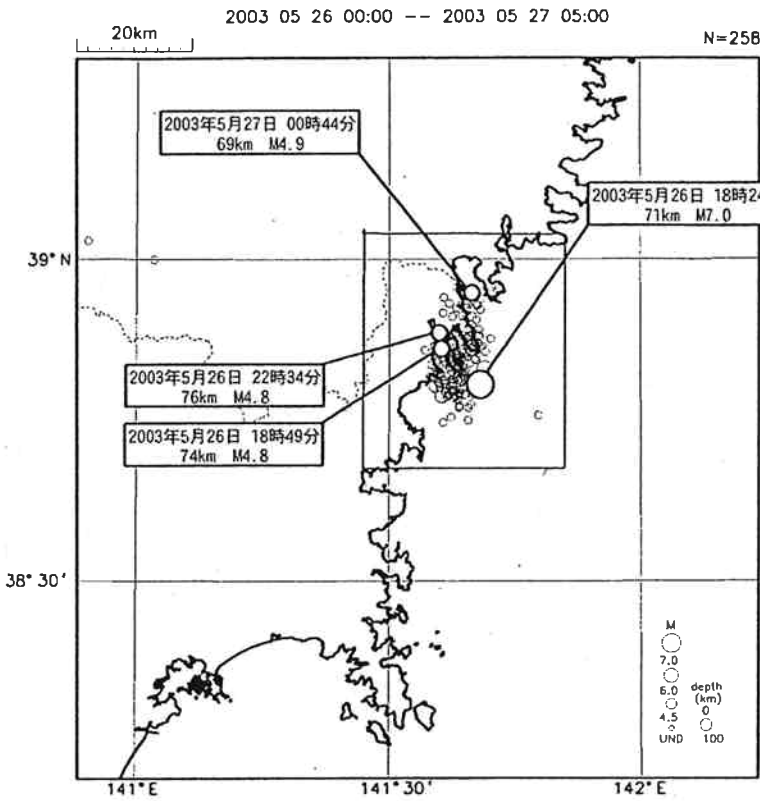 2003 05 26 00:00 -- 2003 05 27 05:00
20km
N=258
2003年5月27日 00時44分
69km M4.9
2003年5月26日 18時24
71km M7.0
39° N
2003年5月26日 22時34分
76km M4.8
2003年5月26日 18時49分
74km M4.8
38° 30'
M
7.0
6.0
4.5
UND
depth
(km)
0
100
141° E
141° 30'
142° E